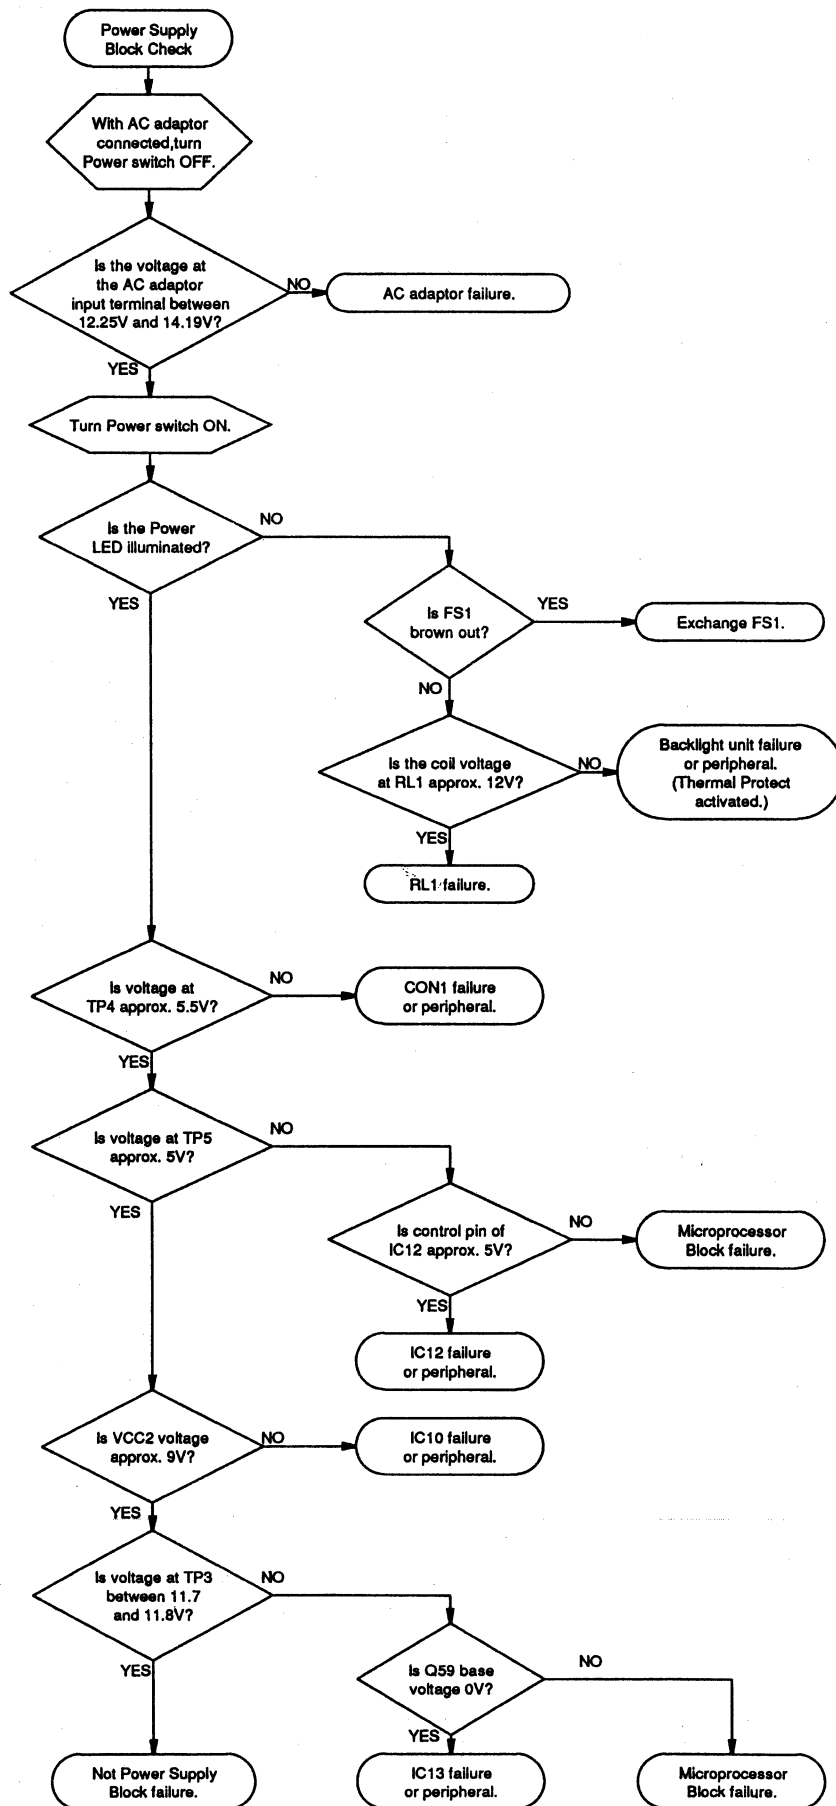 Power Supply
Block Check
With AC adaptor
connected,turn
Power switch OFF.
Is the voltage at
the AC adaptor
input terminal between
12.25V and 14.19V?
NO
AC adaptor failure.
YES
Turn Power switch ON.
Is the Power
LED illuminated?
NO
YES
Is FS1
brown out?
YES
Exchange FS1.
NO
Is the coil voltage
at RL1 approx. 12V?
NO
Backlight unit failure
or peripheral.
(Thermal Protect
activated.)
YES
RL1 failure.
Is voltage at
TP4 approx. 5.5V?
NO
CON1 failure
or peripheral.
YES
Is voltage at TP5
approx. 5V?
NO
YES
Is control pin of
IC12 approx. 5V?
NO
Microprocessor
Block failure.
YES
IC12 failure
or peripheral.
Is VCC2 voltage
approx. 9V?
NO
IC10 failure
or peripheral.
YES
Is voltage at TP3
between 11.7
and 11.8V?
NO
YES
Is Q59 base
voltage 0V?
NO
YES
Not Power Supply
Block failure.
IC13 failure
or peripheral.
Microprocessor
Block failure.